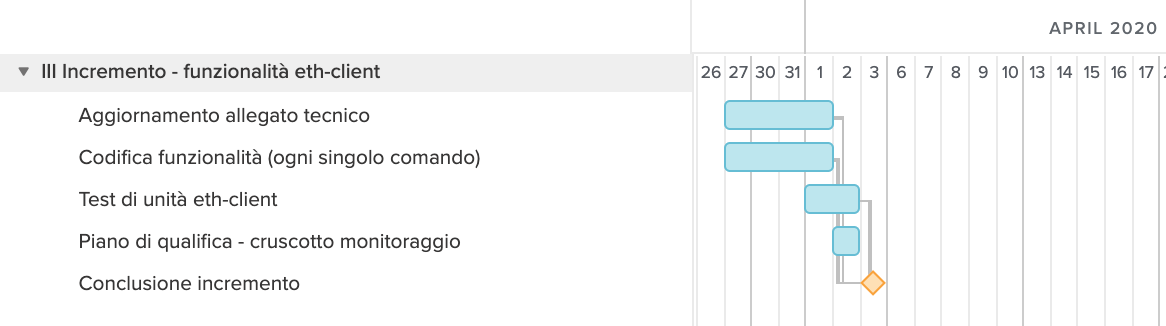 APRIL 2020
III Incremento - funzionalità eth-client
26 27 30 31 1 2 3 6 7 8 9 10 13 14 15 16 17
Aggiornamento allegato tecnico
Codifica funzionalità (ogni singolo comando)
Test di unità eth-client
Piano di qualifica - cruscotto monitoraggio
Conclusione incremento